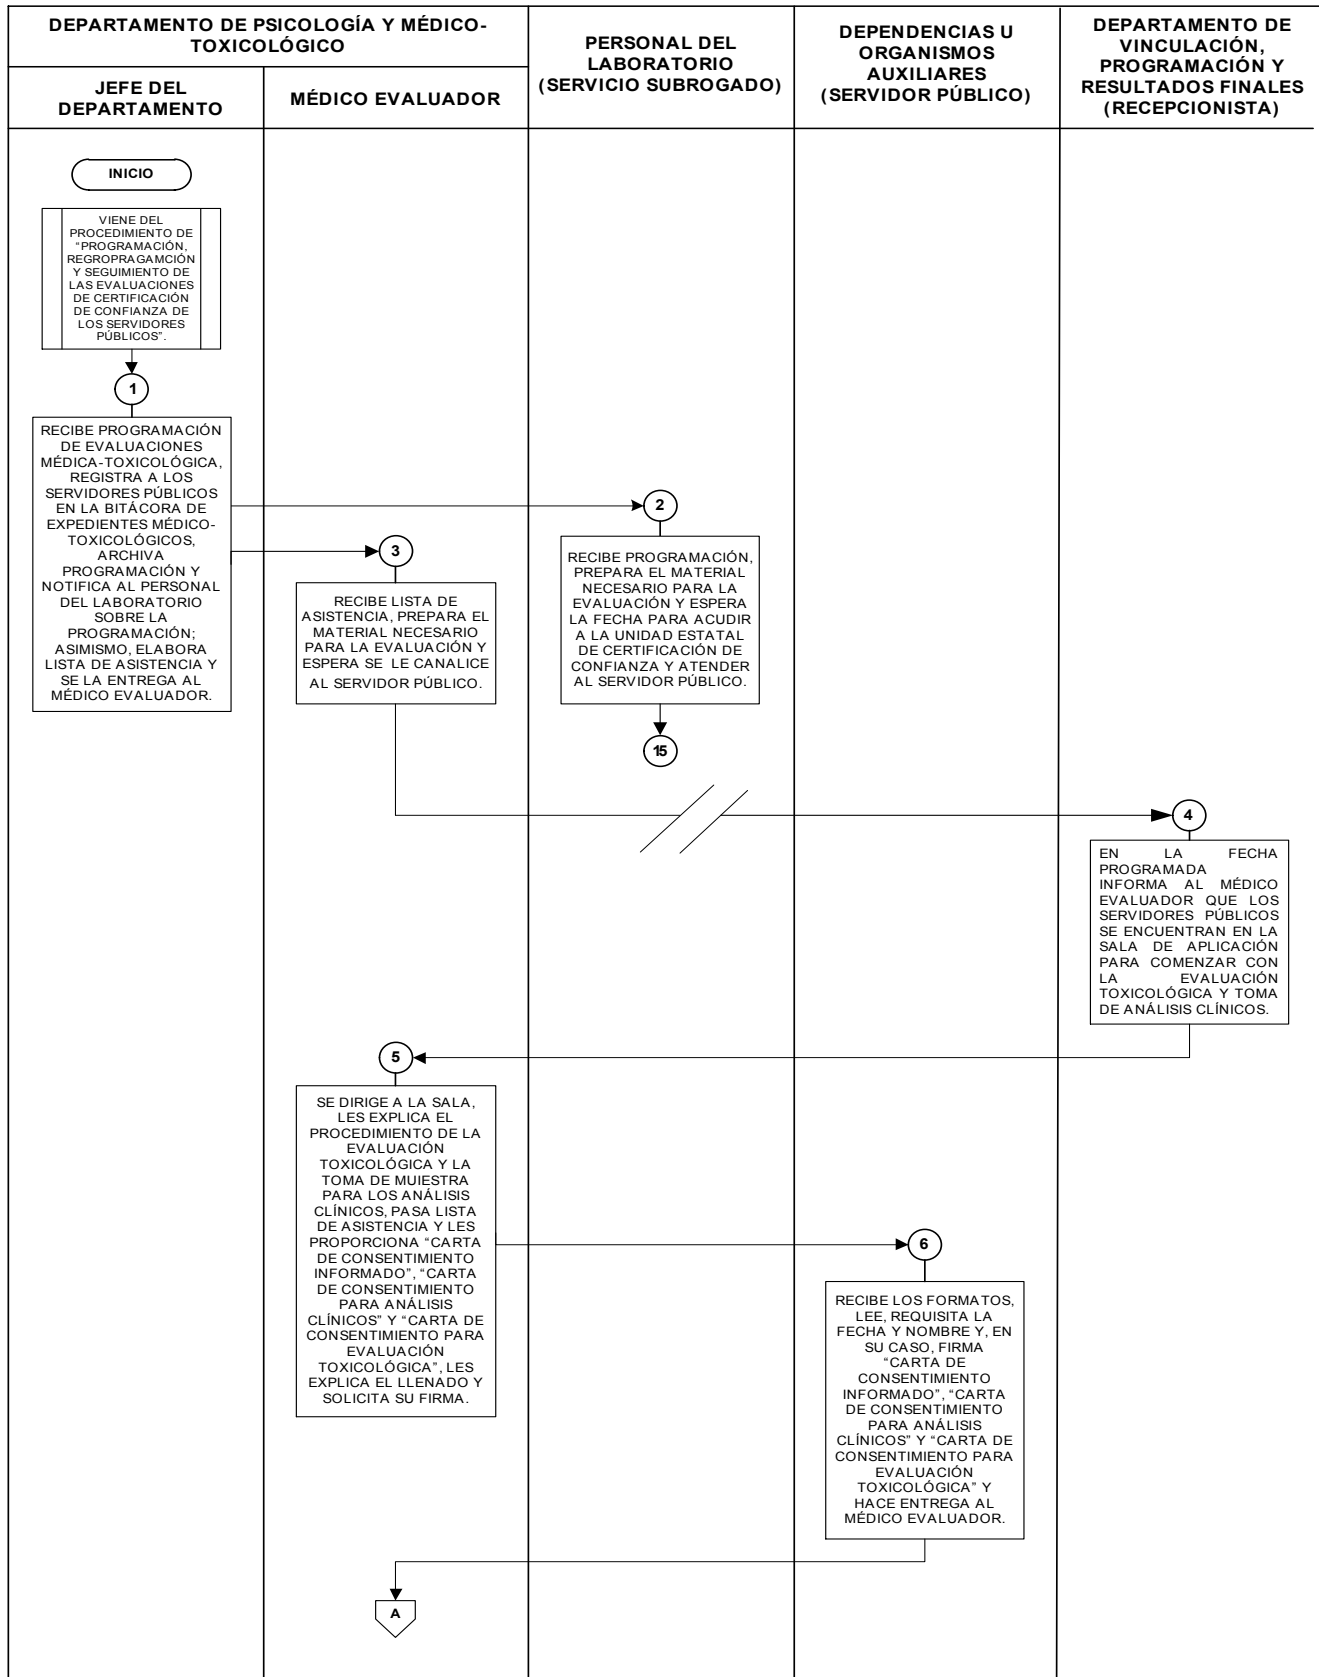 DEPARTAMENTO DE PSICOLOGÍA Y MÉDICO-
TOXICOLÓGICO
JEFE DEL
DEPARTAMENTO
MÉDICO EVALUADOR
PERSONAL DEL
LABORATORIO
(SERVICIO SUBROGADO)
DEPENDENCIAS U
ORGANISMOS
AUXILIARES
(SERVIDOR PÚBLICO)
DEPARTAMENTO DE
VINCULACIÓN,
PROGRAMACIÓN Y
RESULTADOS FINALES
(RECEPCIONISTA)
INICIO
VIENE DEL
PROCEDIMIENTO DE
“PROGRAMACIÓN,
REGROPRAGAMCIÓN
Y SEGUIMIENTO DE
LAS EVALUACIONES
DE CERTIFICACIÓN
DE CONFIANZA DE
LOS SERVIDORES
PÚBLICOS”.
1
RECIBE PROGRAMACIÓN
DE EVALUACIONES
MÉDICA-TOXICOLÓGICA,
REGISTRA A LOS
SERVIDORES PÚBLICOS
EN LA BITÁCORA DE
EXPEDIENTES MÉDICO-
TOXICOLÓGICOS,
ARCHIVA
PROGRAMACIÓN Y
NOTIFICA AL PERSONAL
DEL LABORATORIO
SOBRE LA
PROGRAMACIÓN;
ASIMISMO, ELABORA
LISTA DE ASISTENCIA Y
SE LA ENTREGA AL
MÉDICO EVALUADOR.
2
RECIBE PROGRAMACIÓN,
PREPARA EL MATERIAL
NECESARIO PARA LA
EVALUACIÓN Y ESPERA
LA FECHA PARA ACUDIR
A LA UNIDAD ESTATAL
DE CERTIFICACIÓN DE
CONFIANZA Y ATENDER
AL SERVIDOR PÚBLICO.
15
3
RECIBE LISTA DE
ASISTENCIA, PREPARA EL
MATERIAL NECESARIO
PARA LA EVALUACIÓN Y
ESPERA SE LE CANALICE
AL SERVIDOR PÚBLICO.
4
EN LA FECHA
PROGRAMADA
INFORMA AL MÉDICO
EVALUADOR QUE LOS
SERVIDORES PÚBLICOS
SE ENCUENTRAN EN LA
SALA DE APLICACIÓN
PARA COMENZAR CON
LA EVALUACIÓN
TOXICOLÓGICA Y TOMA
DE ANÁLISIS CLÍNICOS.
5
SE DIRIGE A LA SALA,
LES EXPLICA EL
PROCEDIMIENTO DE LA
EVALUACIÓN
TOXICOLÓGICA Y LA
TOMA DE MUIESTRA
PARA LOS ANÁLISIS
CLÍNICOS, PASA LISTA
DE ASISTENCIA Y LES
PROPORCIONA “CARTA
DE CONSENTIMIENTO
INFORMADO”, “CARTA
DE CONSENTIMIENTO
PARA ANÁLISIS
CLÍNICOS” Y “CARTA DE
CONSENTIMIENTO PARA
EVALUACIÓN
TOXICOLÓGICA”, LES
EXPLICA EL LLENADO Y
SOLICITA SU FIRMA.
6
RECIBE LOS FORMATOS,
LEE, REQUISITA LA
FECHA Y NOMBRE Y, EN
SU CASO, FIRMA
“CARTA DE
CONSENTIMIENTO
INFORMADO”, “CARTA
DE CONSENTIMIENTO
PARA ANÁLISIS
CLÍNICOS” Y “CARTA DE
CONSENTIMIENTO PARA
EVALUACIÓN
TOXICOLÓGICA” Y
HACE ENTREGA AL
MÉDICO EVALUADOR.
A